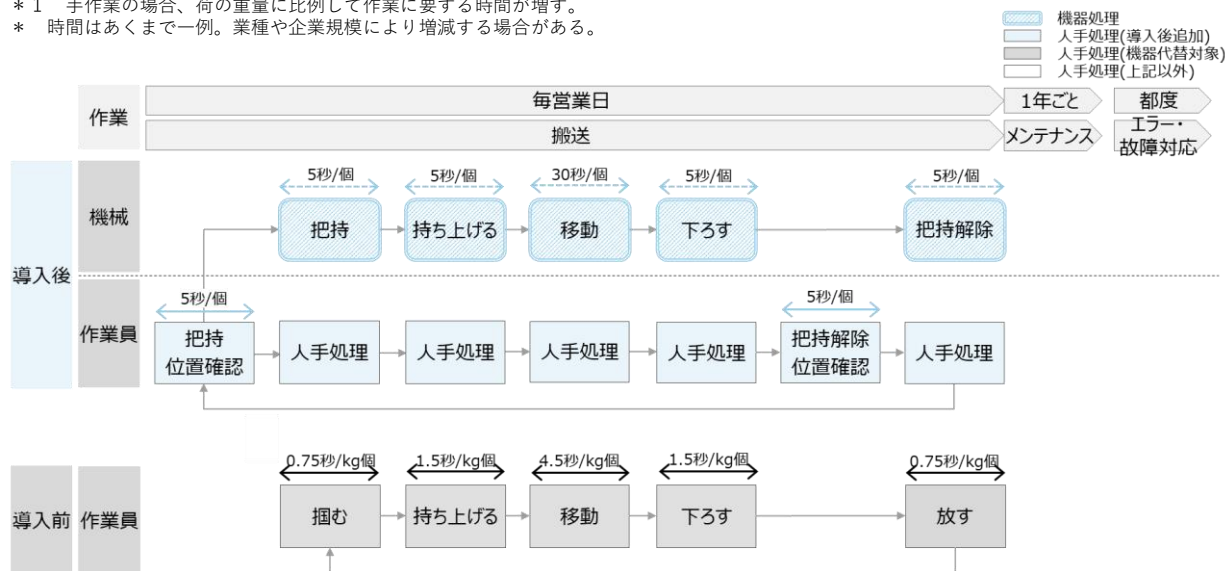 ＊1　手作業の場合、荷の重量に比例して作業に要する時間が増す。
＊　時間はあくまで一例。業種や企業規模により増減する場合がある。
機器処理
人手処理(導入後追加)
人手処理(機器代替対象)
人手処理(上記以外)
作業
毎営業日
1年ごと
都度
搬送
メンテナンス
エラー・
故障対応
導入後
機械
5秒/個
5秒/個
30秒/個
5秒/個
5秒/個
把持
持ち上げる
移動
下ろす
把持解除
作業員
5秒/個
5秒/個
把持
位置確認
人手処理
人手処理
人手処理
人手処理
把持解除
位置確認
人手処理
導入前
作業員
0.75秒/kg個
1.5秒/kg個
4.5秒/kg個
1.5秒/kg個
0.75秒/kg個
掴む
持ち上げる
移動
下ろす
放す